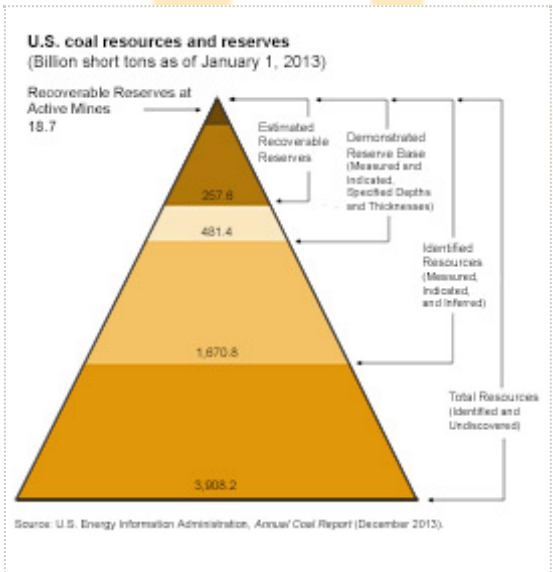 U.S. coal resources and reserves
(Billion short tons as of January 1, 2013)
Recoverable Reserves at
Active Mines
18.7
Estimated
Recoverable
Reserves
Demonstrated
Reserve Base
(Measured and
Indicated,
Specified Depths
and Thicknesses)
257.6
481.4
Identified
Resources
(Measured,
Indicated,
and Inferred)
1,670.8
Total Resources
(Identified and
Undiscovered)
3,908.2
Source: U.S. Energy Information Administration, Annual Coal Report (December 2013).